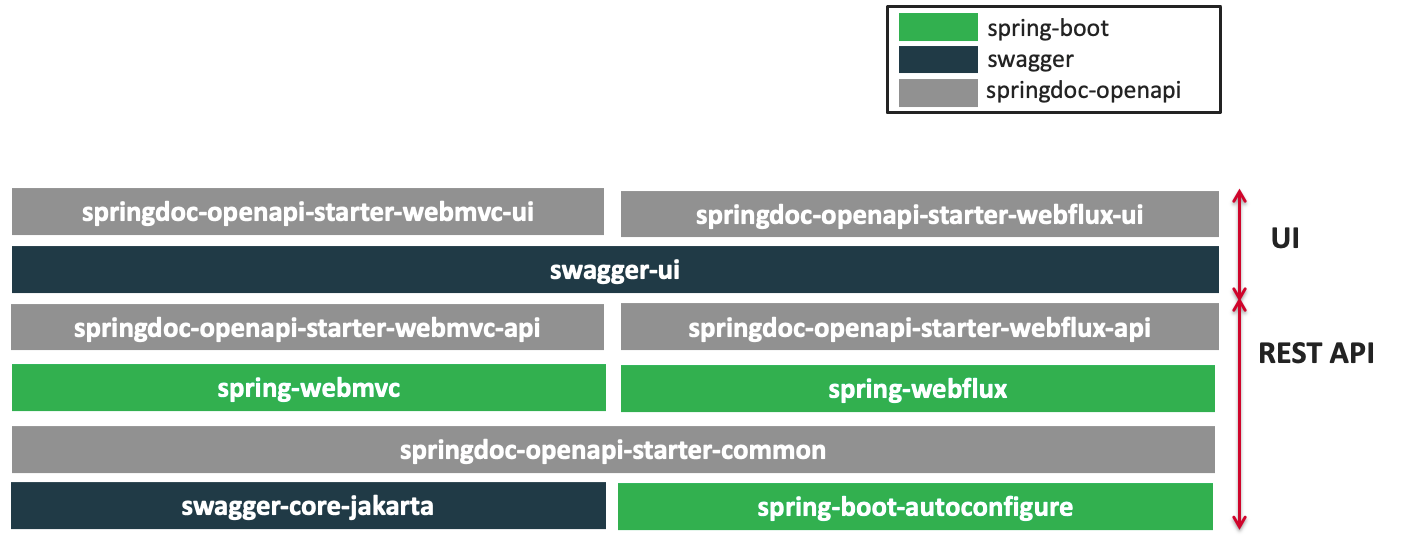 spring-boot
swagger
springdoc-openapi
springdoc-openapi-starter-webmvc-ui
springdoc-openapi-starter-webflux-ui
UI
swagger-ui
springdoc-openapi-starter-webmvc-api
springdoc-openapi-starter-webflux-api
REST API
spring-webmvc
spring-webflux
springdoc-openapi-starter-common
swagger-core-jakarta
spring-boot-autoconfigure